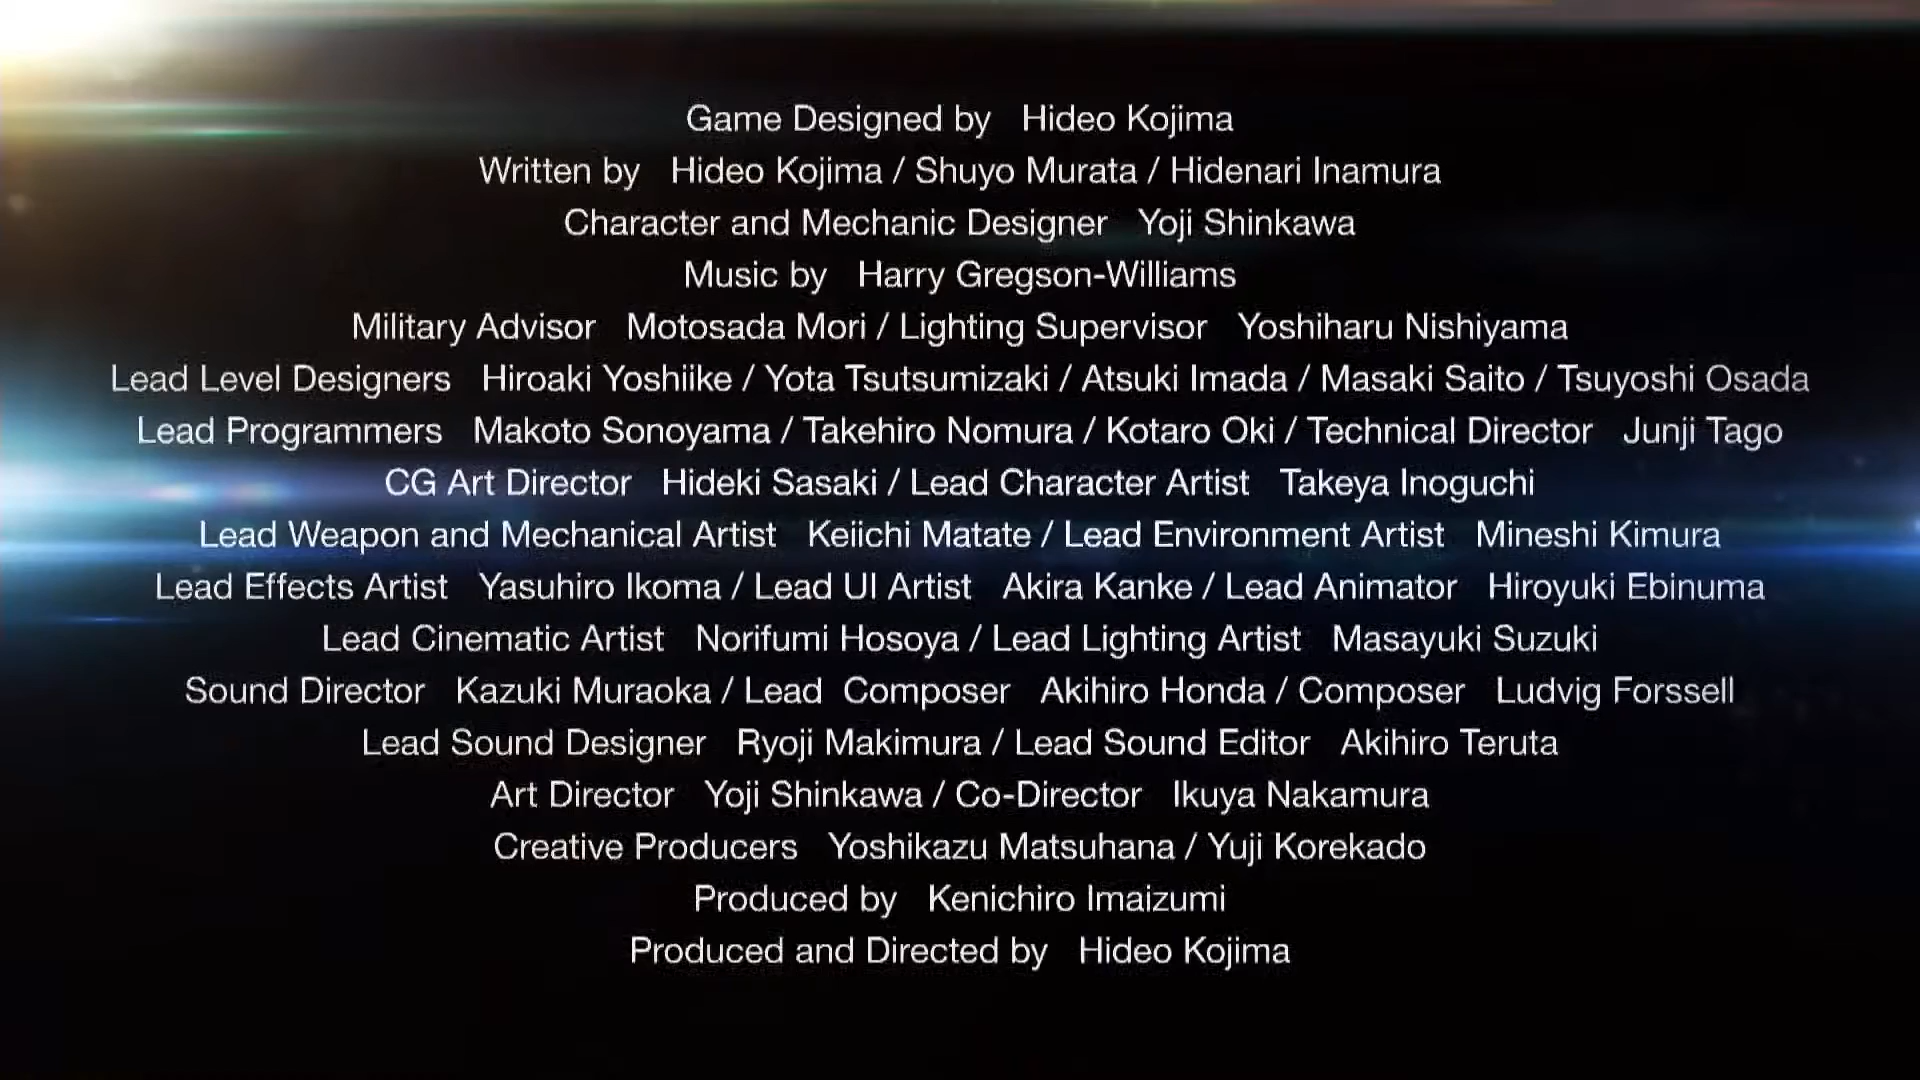 Game Designed by Hideo Kojima
Written by Hideo Kojima / Shuyo Murata / Hidenari Inamura
Character and Mechanic Designer Yoji Shinkawa
Music by Harry Gregson-Williams
Military Advisor Motosada Mori / Lighting Supervisor Yoshiharu Nishiyama
Lead Level Designers Hiroaki Yoshiike / Yota Tsutsumizaki / Atsuki Imada / Masaki Saito / Tsuyoshi Osada
Lead Programmers Makoto Sonoyama / Takehiro Nomura / Kotaro Oki / Technical Director Junji Tago
CG Art Director Hideki Sasaki / Lead Character Artist Takeya Inoguchi
Lead Weapon and Mechanical Artist Keiichi Matate / Lead Environment Artist Mineshi Kimura
Lead Effects Artist Yasuhiro Ikoma / Lead UI Artist Akira Kanke / Lead Animator Hiroyuki Ebinuma
Lead Cinematic Artist Norifumi Hosoya / Lead Lighting Artist Masayuki Suzuki
Sound Director Kazuki Muraoka / Lead Composer Akihiro Honda / Composer Ludvig Forssell
Lead Sound Designer Ryoji Makimura / Lead Sound Editor Akihiro Teruta
Art Director Yoji Shinkawa / Co-Director Ikuya Nakamura
Creative Producers Yoshikazu Matsuhana / Yuji Korekado
Produced by Kenichiro Imaizumi
Produced and Directed by Hideo Kojima